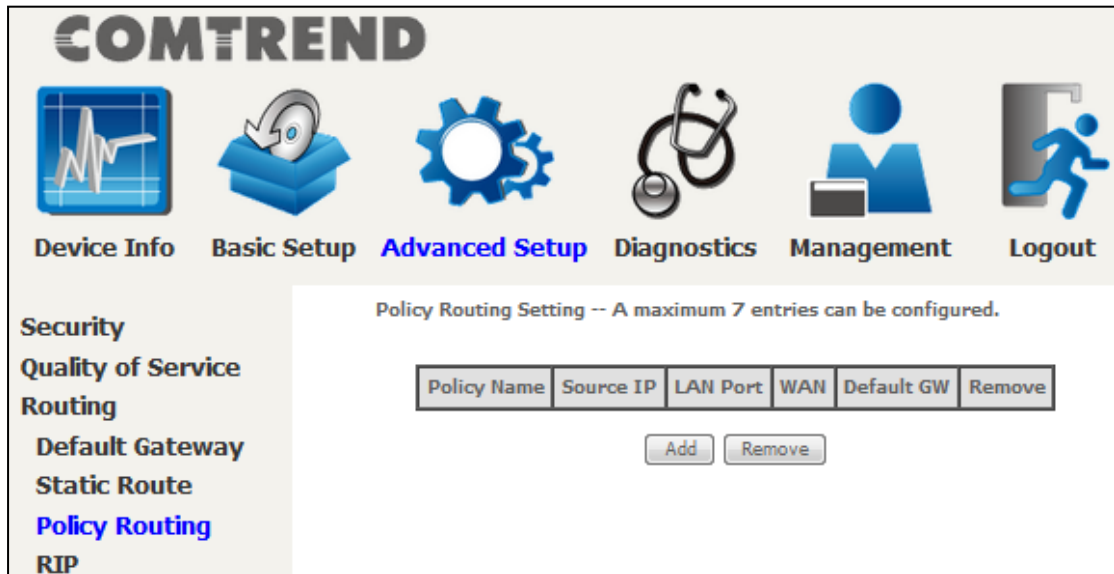 COMTREND
Device Info Basic Setup Advanced Setup Diagnostics Management Logout
Security
Quality of Service
Routing
Default Gateway
Static Route
Policy Routing
RIP
Policy Routing Setting -- A maximum 7 entries can be configured.
Policy Name Source IP LAN Port WAN Default GW Remove
Add Remove